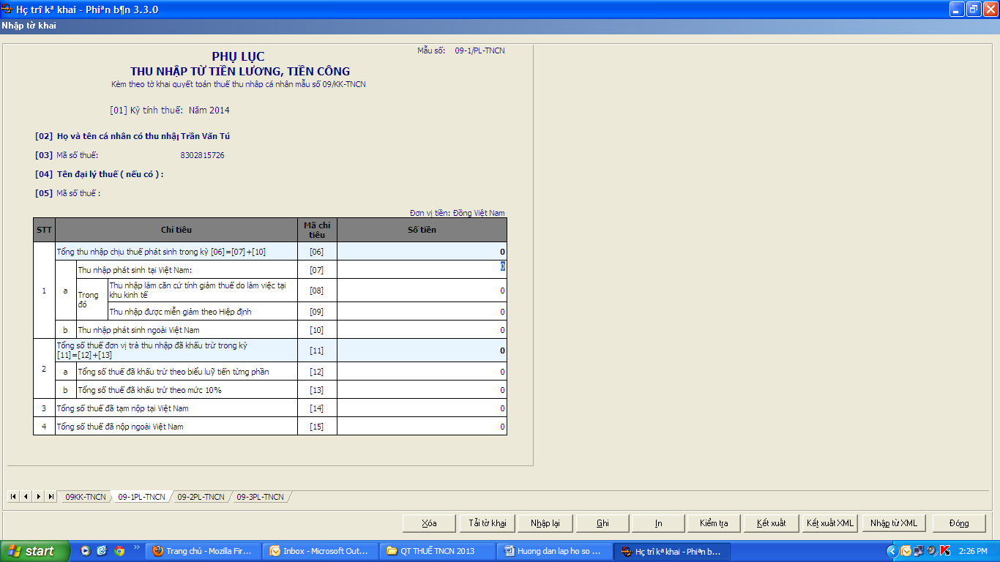 Hç trî kª khai - Phiªn b¶n 3.3.0
Nhập tờ khai
Mẫu số: 09-1/PL-TNCN
PHỤ LỤC
THU NHẬP TỪ TIỀN LƯƠNG, TIỀN CÔNG
Kèm theo tờ khai quyết toán thuế thu nhập cá nhân mẫu số 09/KK-TNCN
[01] Kỳ tính thuế: Năm 2014
[02] Họ và tên cá nhân có thu nhập Trần Văn Tú
[03] Mã số thuế: 8302815726
[04] Tên đại lý thuế ( nếu có ) :
[05] Mã số thuế :
Đơn vị tiền: Đồng Việt Nam
STT Chỉ tiêu Mã chỉ tiêu Số tiền
1 Tổng thu nhập chịu thuế phát sinh trong kỳ [06]=[07]+[10] [06] 0
a Thu nhập phát sinh tại Việt Nam: [07] 0
Trong đó Thu nhập làm căn cứ tính giảm thuế do làm việc tại khu kinh tế [08] 0
Thu nhập được miễn giảm theo Hiệp định [09] 0
b Thu nhập phát sinh ngoài Việt Nam [10] 0
2 Tổng số thuế đơn vị trả thu nhập đã khấu trừ trong kỳ [11]=[12]+[13] [11] 0
a Tổng số thuế đã khấu trừ theo biểu luỹ tiến từng phần [12] 0
b Tổng số thuế đã khấu trừ theo mức 10% [13] 0
3 Tổng số thuế đã tạm nộp tại Việt Nam [14] 0
4 Tổng số thuế đã nộp ngoài Việt Nam [15] 0
09KK-TNCN 09-1PL-TNCN 09-2PL-TNCN 09-3PL-TNCN
Xóa Tải tờ khai Nhập lại Ghi In Kiểm tra Kết xuất Kết xuất XML Nhập từ XML Đóng
start Trang chủ - Mozilla Fir... Inbox - Microsoft Out... QT THUẾ TNCN 2013 Huong dan lap ho so ... Hç trî kª khai - Phiªn b... 2:26 PM